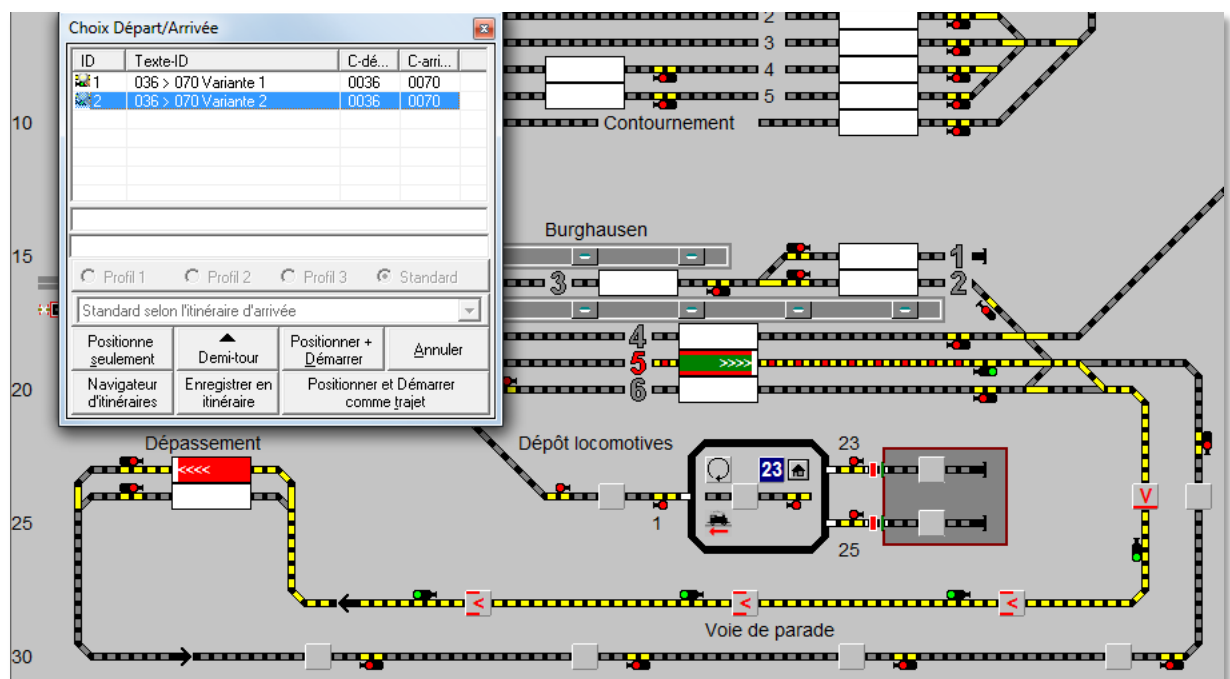 Choix Départ/Arrivée
ID Texte-ID C-dé... C-arri...
1 036 > 070 Variante 1 0036 0070
2 036 > 070 Variante 2 0036 0070
Profil 1 Profil 2 Profil 3 Standard
Standard selon l'itinéraire d'arrivée
Positionne
seulement
Demi-tour
Positionner +
Démarrer
Annuler
Navigateur
d'itinéraires
Enregistrer en
itinéraire
Positionner et Démarrer
comme trajet
2
3
4
5
10
Contournement
Burghausen
15
1
3
2
4
>>>>
5
6
20
Dépassement
<<<<
Dépôt locomotives
23
23
1
25
25
V
<
<
<
Voie de parade
30